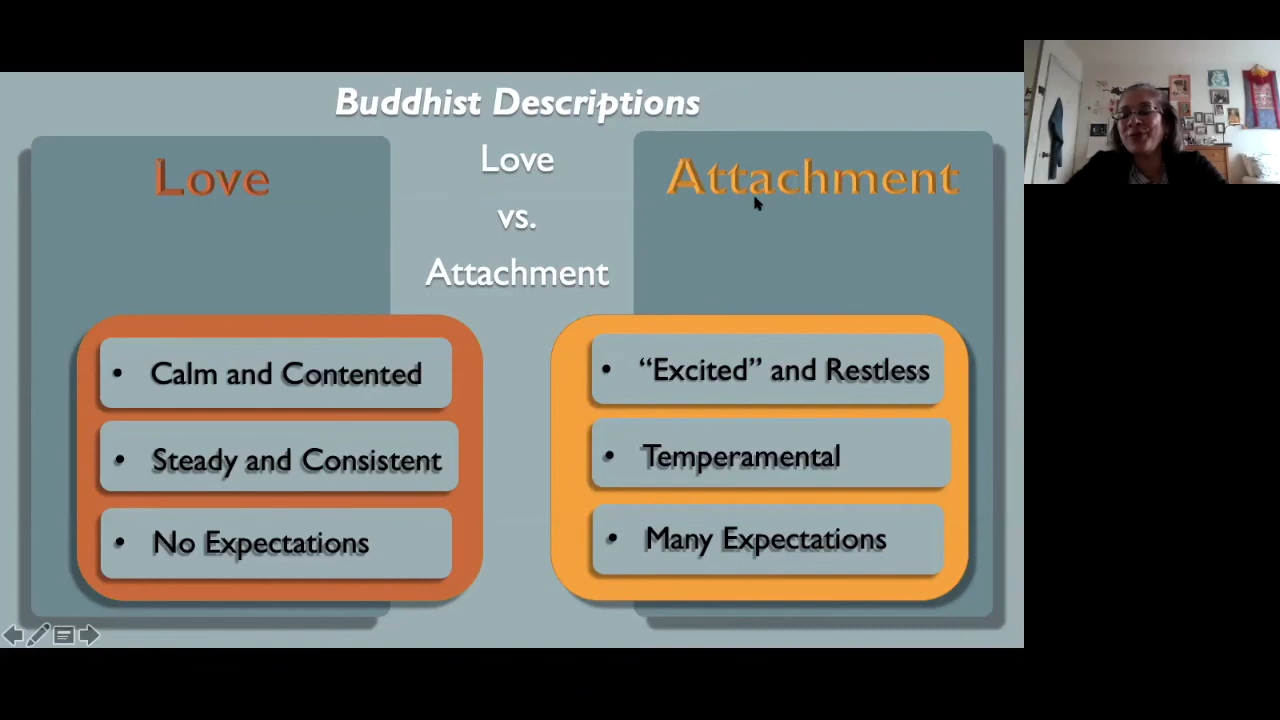 Buddhist Descriptions
Love
vs.
Attachment
Love
• Calm and Contented
• Steady and Consistent
• No Expectations
Attachment
• “Excited” and Restless
• Temperamental
• Many Expectations